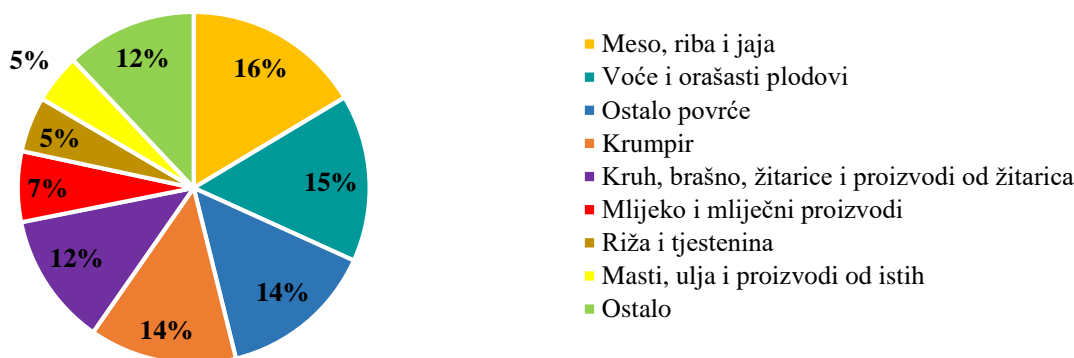 16%
15%
14%
14%
12%
7%
5%
5%
12%
Meso, riba i jaja
Voće i orašasti plodovi
Ostalo povrće
Krumpir
Kruh, brašno, žitarice i proizvodi od žitarica
Mlijeko i mliječni proizvodi
Riža i tjestenina
Masti, ulja i proizvodi od istih
Ostalo